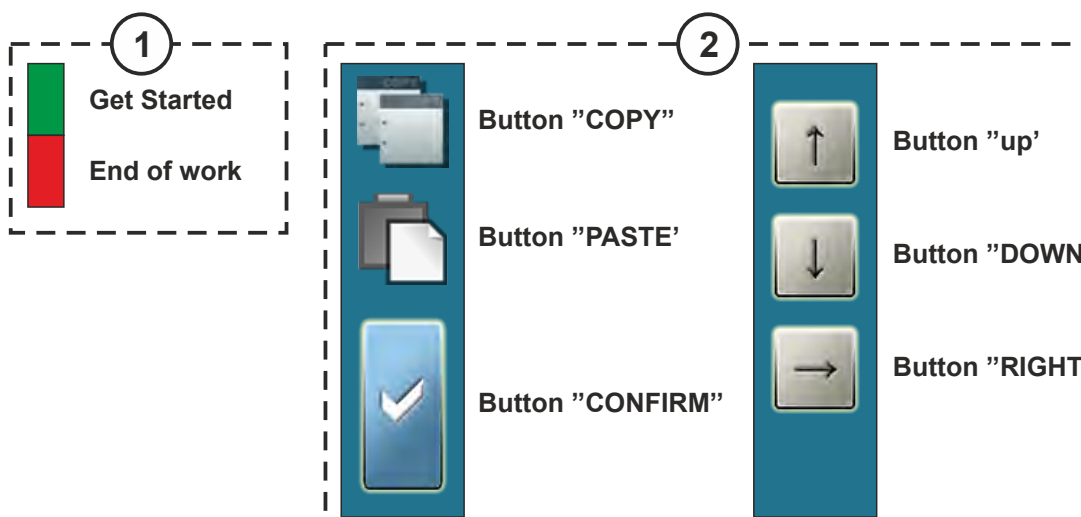 1
Get Started
End of work
2
Button ”COPY”
Button ”PASTE’
Button ”CONFIRM”
Button ”up’
Button ”DOWN
Button ”RIGHT